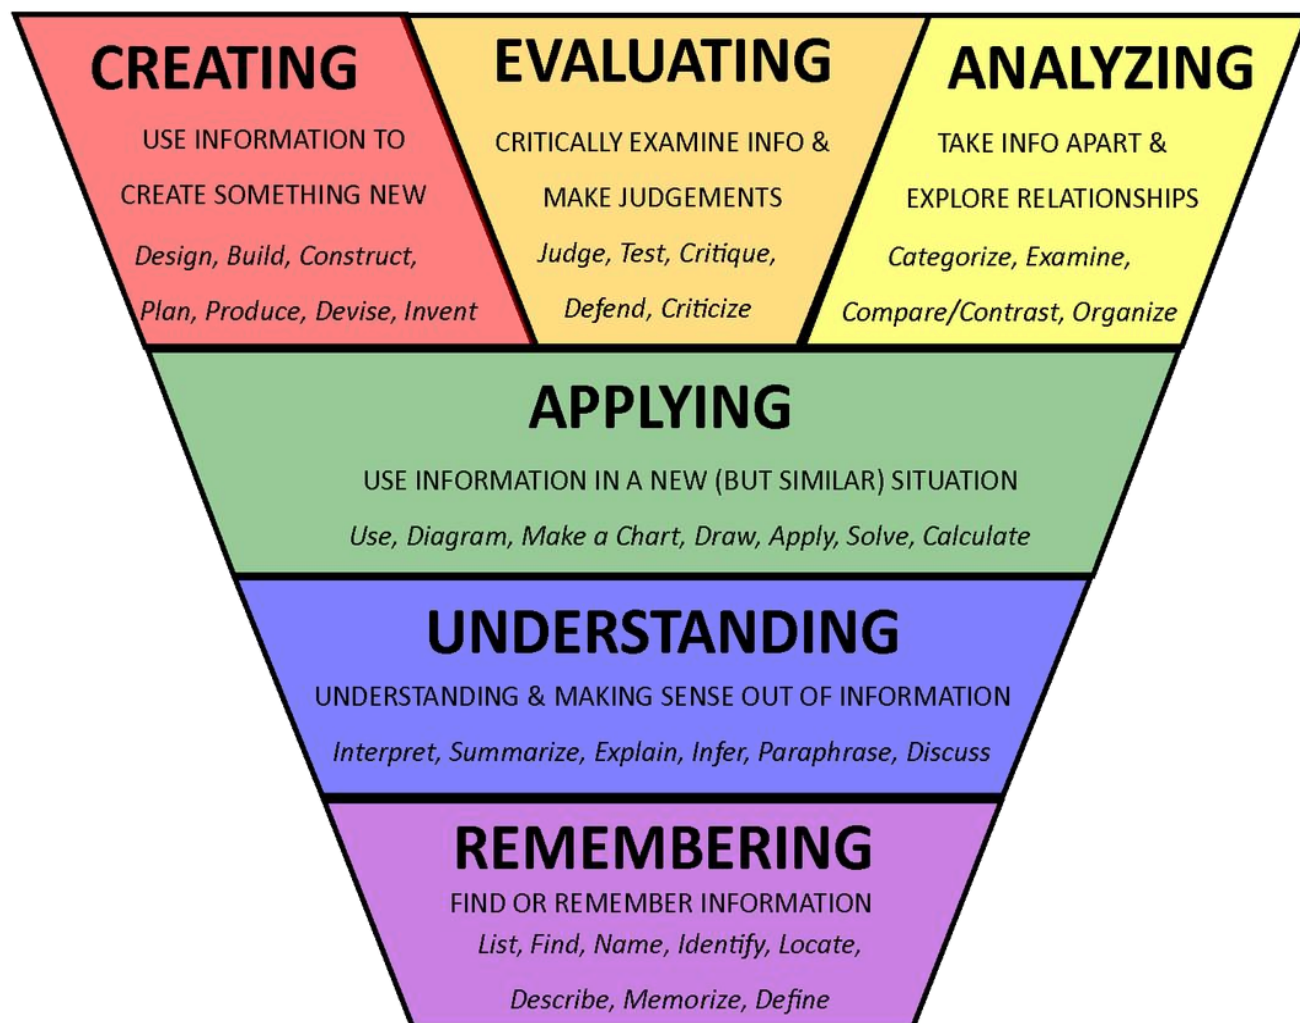 CREATING
USE INFORMATION TO
CREATE SOMETHING NEW
Design, Build, Construct,
Plan, Produce, Devise, Invent
EVALUATING
CRITICALLY EXAMINE INFO &
MAKE JUDGEMENTS
Judge, Test, Critique,
Defend, Criticize
ANALYZING
TAKE INFO APART &
EXPLORE RELATIONSHIPS
Categorize, Examine,
Compare/Contrast, Organize
APPLYING
USE INFORMATION IN A NEW (BUT SIMILAR) SITUATION
Use, Diagram, Make a Chart, Draw, Apply, Solve, Calculate
UNDERSTANDING
UNDERSTANDING & MAKING SENSE OUT OF INFORMATION
Interpret, Summarize, Explain, Infer, Paraphrase, Discuss
REMEMBERING
FIND OR REMEMBER INFORMATION
List, Find, Name, Identify, Locate,
Describe, Memorize, Define